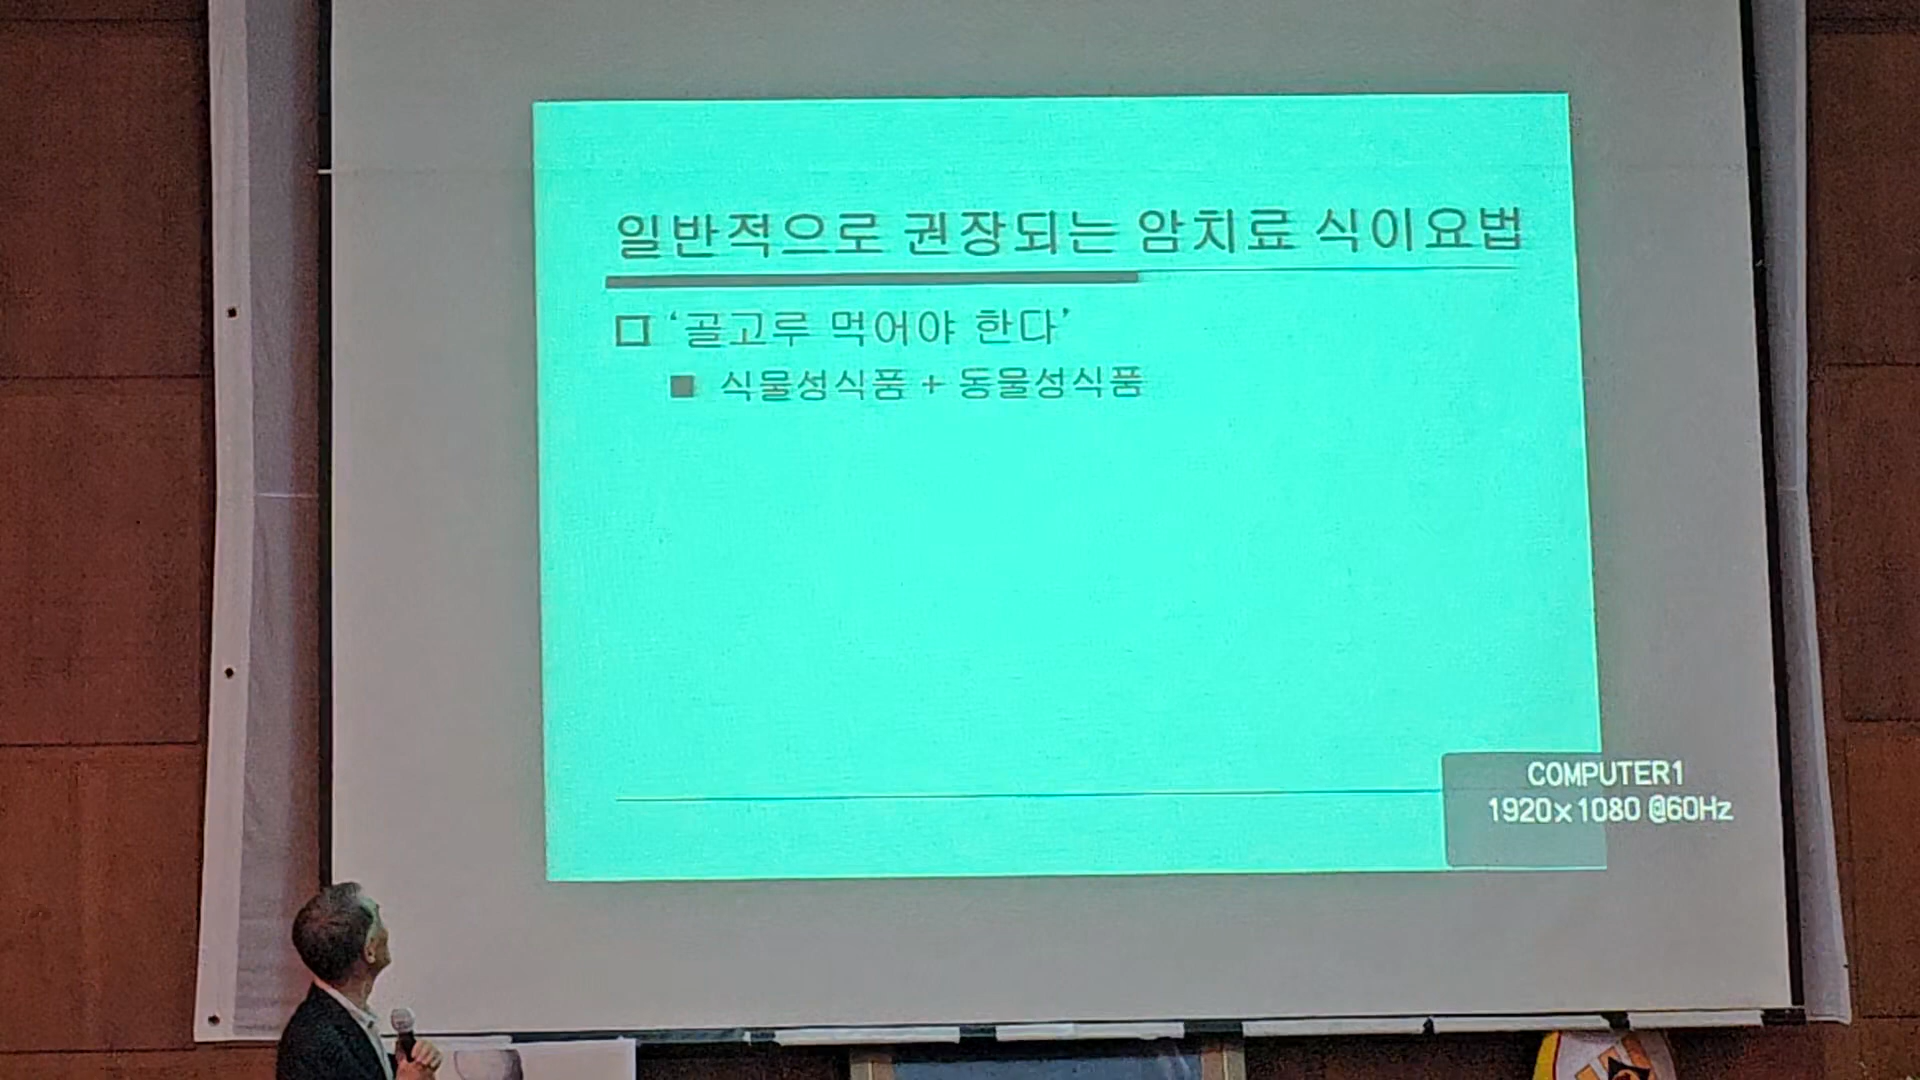 일반적으로 권장되는 암치료 식이요법
‘골고루 먹어야 한다’
식물성식품 + 동물성식품
COMPUTER1
1920x1080 @60Hz